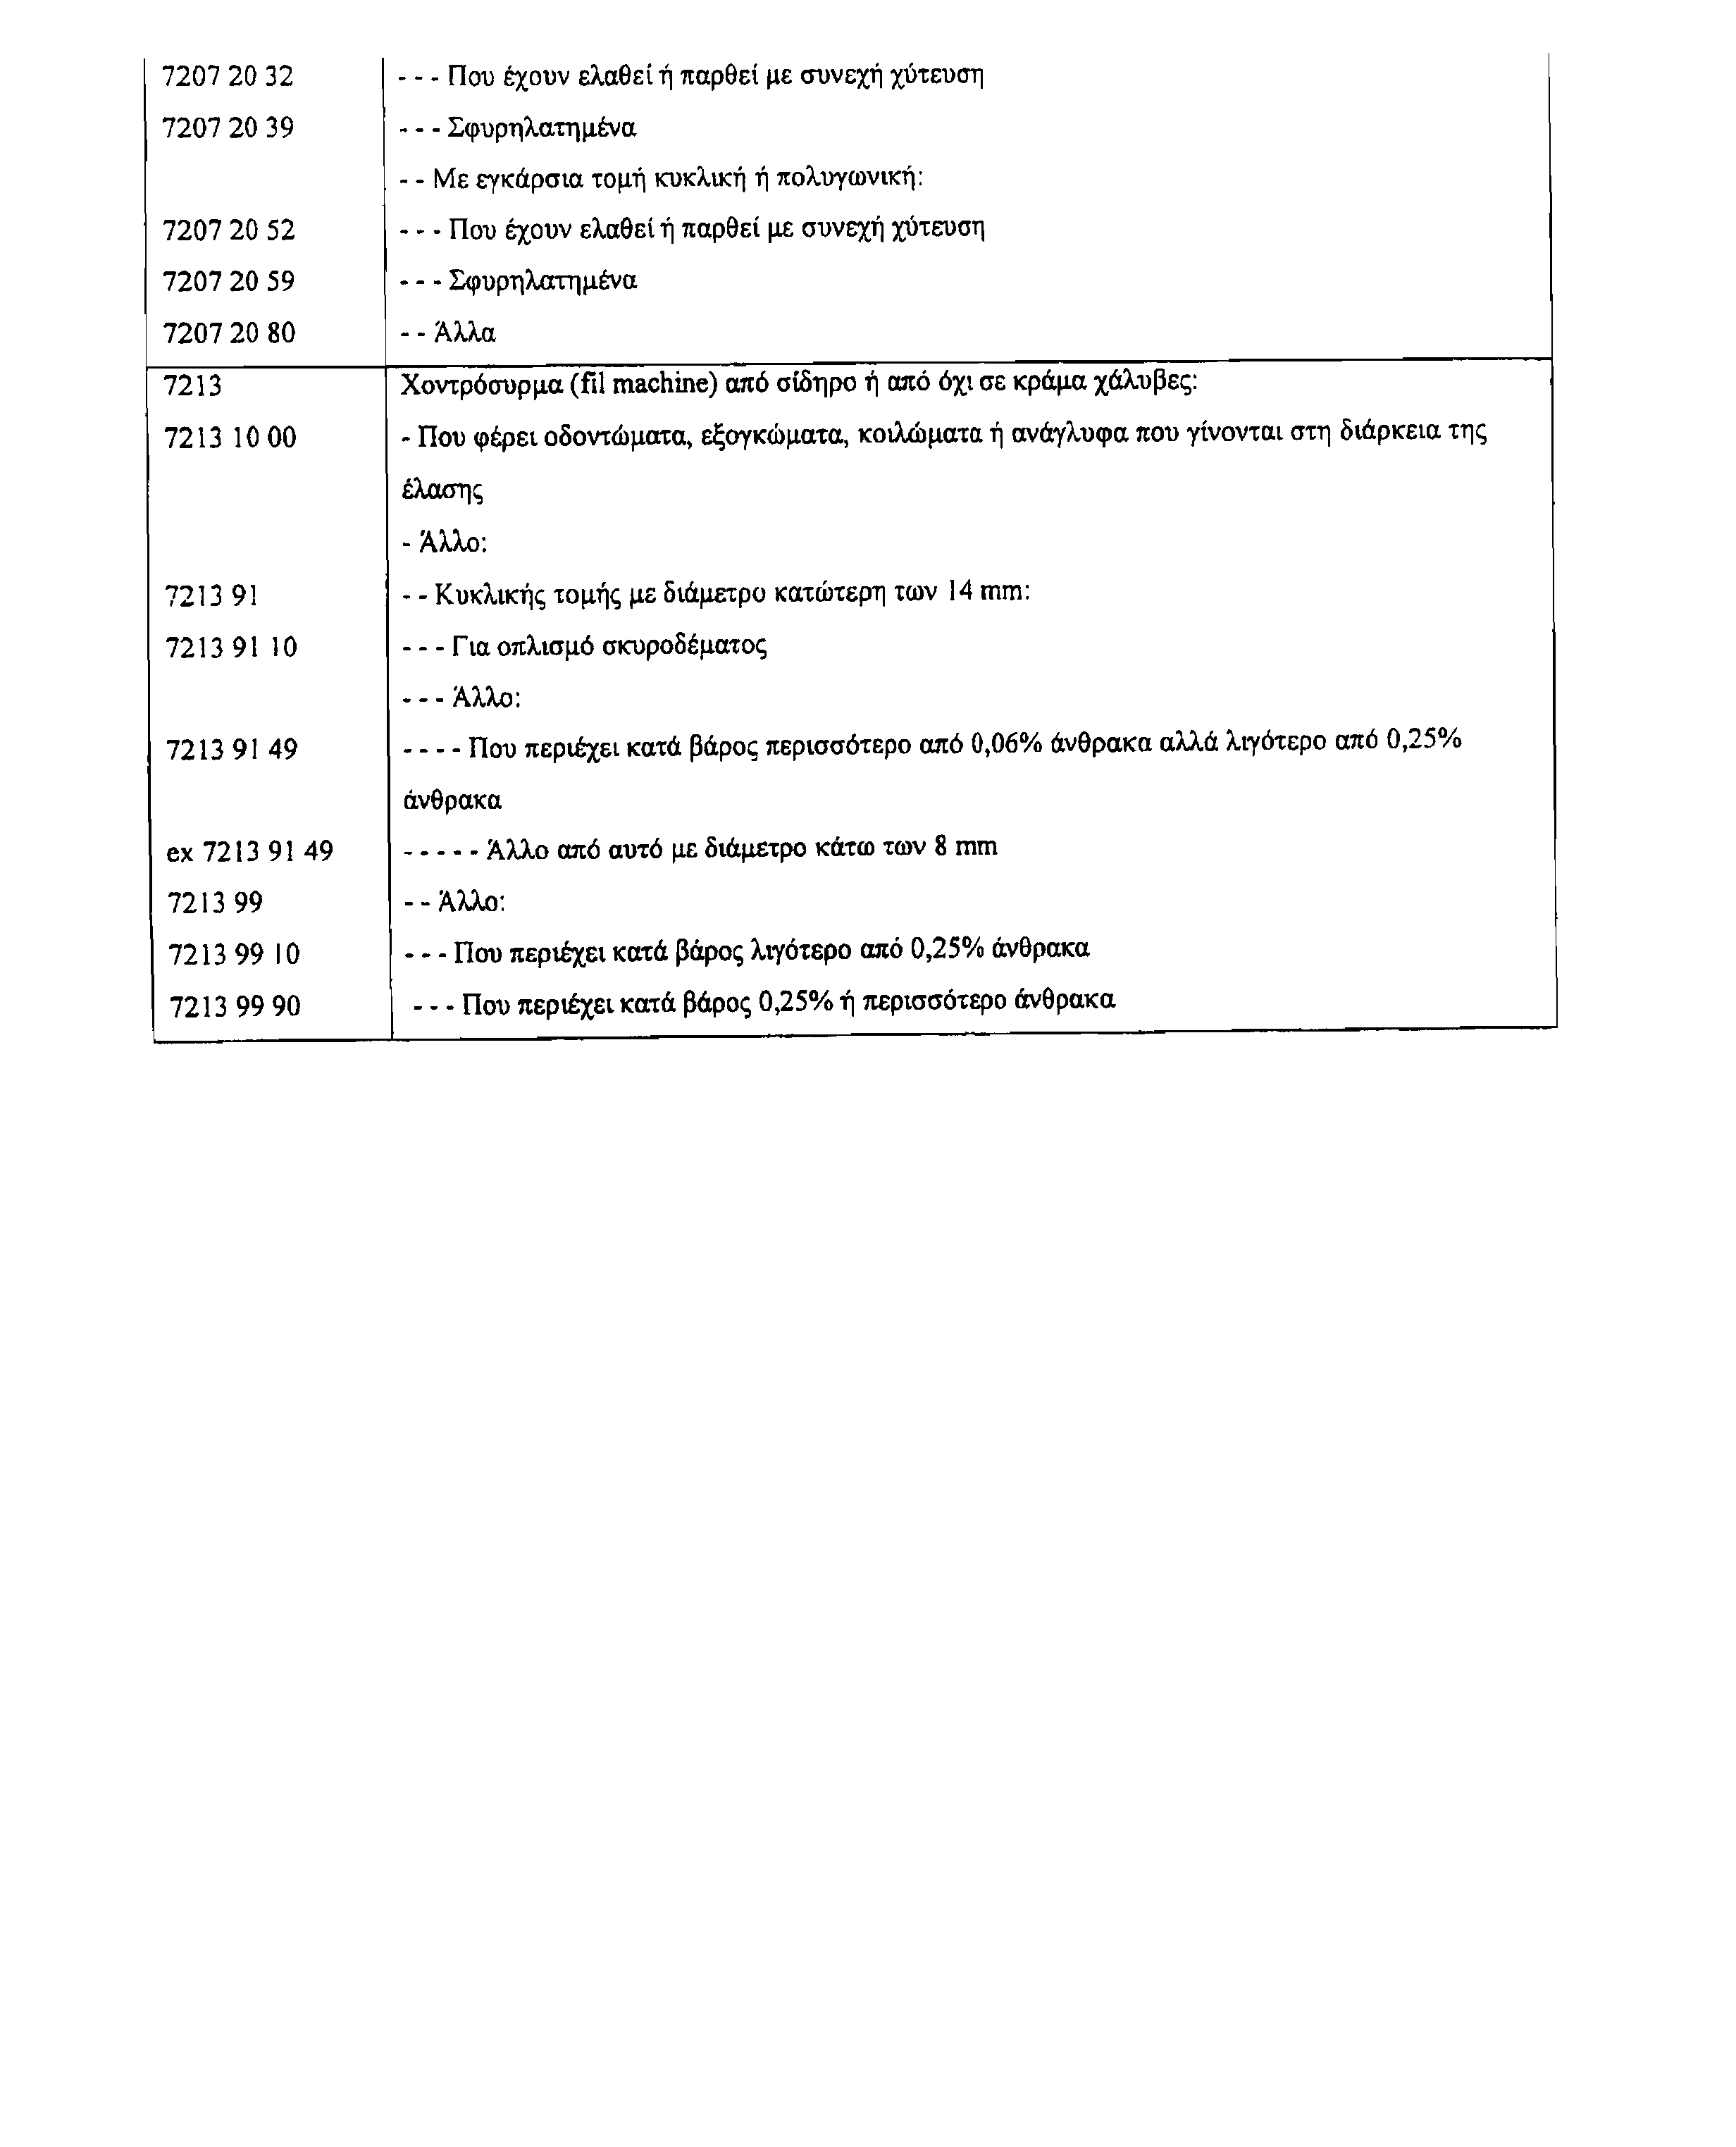 7207 20 32 - - - Που έχουν ελαθεί ή παρθεί με συνεχή χύτευση
7207 20 39 - - - Σφυρηλατημένα
- - Με εγκάρσια τομή κυκλική ή πολυγωνική:
7207 20 52 - - - Που έχουν ελαθεί ή παρθεί με συνεχή χύτευση
7207 20 59 - - - Σφυρηλατημένα
7207 20 80 - - Άλλα
7213 Χοντρόσυρμα (fil machine) από σίδηρο ή από όχι σε κράμα χάλυβες:
7213 10 00 - Που φέρει οδοντώματα, εξογκώματα, κοιλώματα ή ανάγλυφα που γίνονται στη διάρκεια της
έλασης
- Άλλο:
7213 91 - - Κυκλικής τομής με διάμετρο κατώτερη των 14 mm:
7213 91 10 - - - Για οπλισμό σκυροδέματος
- - - Άλλο:
7213 91 49 - - - - Που περιέχει κατά βάρος περισσότερο από 0,06% άνθρακα αλλά λιγότερο από 0,25%
άνθρακα
ex 7213 91 49 - - - - - Άλλο από αυτό με διάμετρο κάτω των 8 mm
7213 99 - - Άλλο:
7213 99 10 - - - Που περιέχει κατά βάρος λιγότερο από 0,25% άνθρακα
7213 99 90 - - - Που περιέχει κατά βάρος 0,25% ή περισσότερο άνθρακα